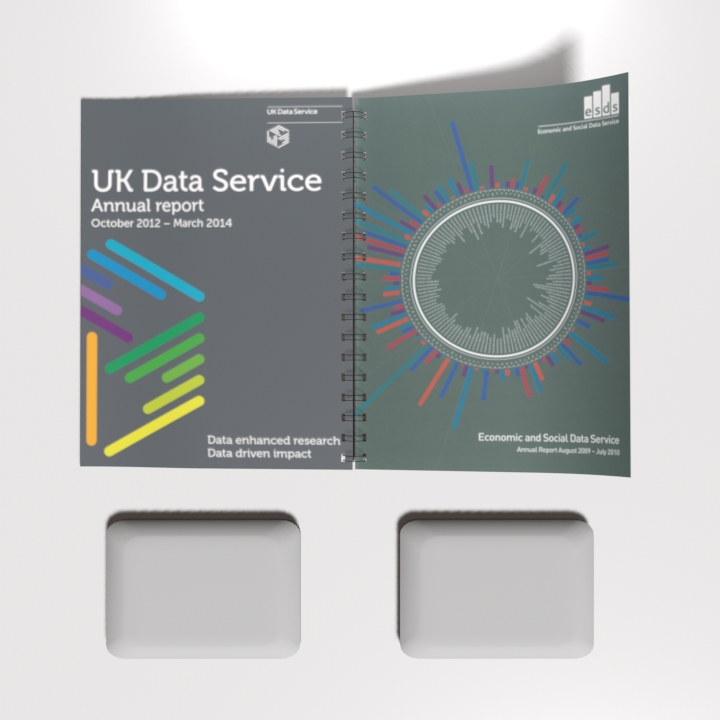 UK Data Service
UK Data Service
Annual report
October 2012 – March 2014
Data enhanced research
Data driven impact
esds
Economic and Social Data Service
Economic and Social Data Service
Annual Report August 2009 – July 2010